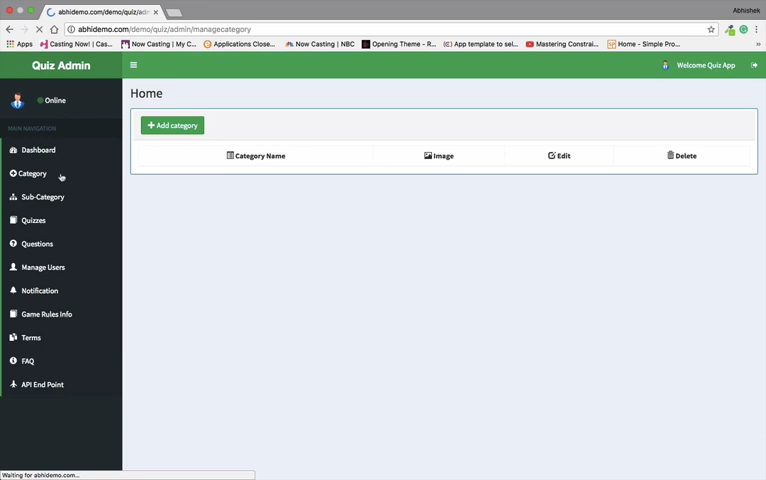 abhidemo.com/demo/quiz/adm
Abhishek
abhidemo.com/demo/quiz/admin/managecategory
Apps
Casting Now! | Cas...
Now Casting | My C...
Applications Close...
Now Casting | NBC
Opening Theme - R...
App template to sel...
Mastering Constrai...
Home - Simple Pro...
Quiz Admin
Welcome Quiz App
Online
MAIN NAVIGATION
Dashboard
Category
Sub-Category
Quizzes
Questions
Manage Users
Notification
Game Rules Info
Terms
FAQ
API End Point
Home
Add category
Category Name
Image
Edit
Delete
Waiting for abhidemo.com...